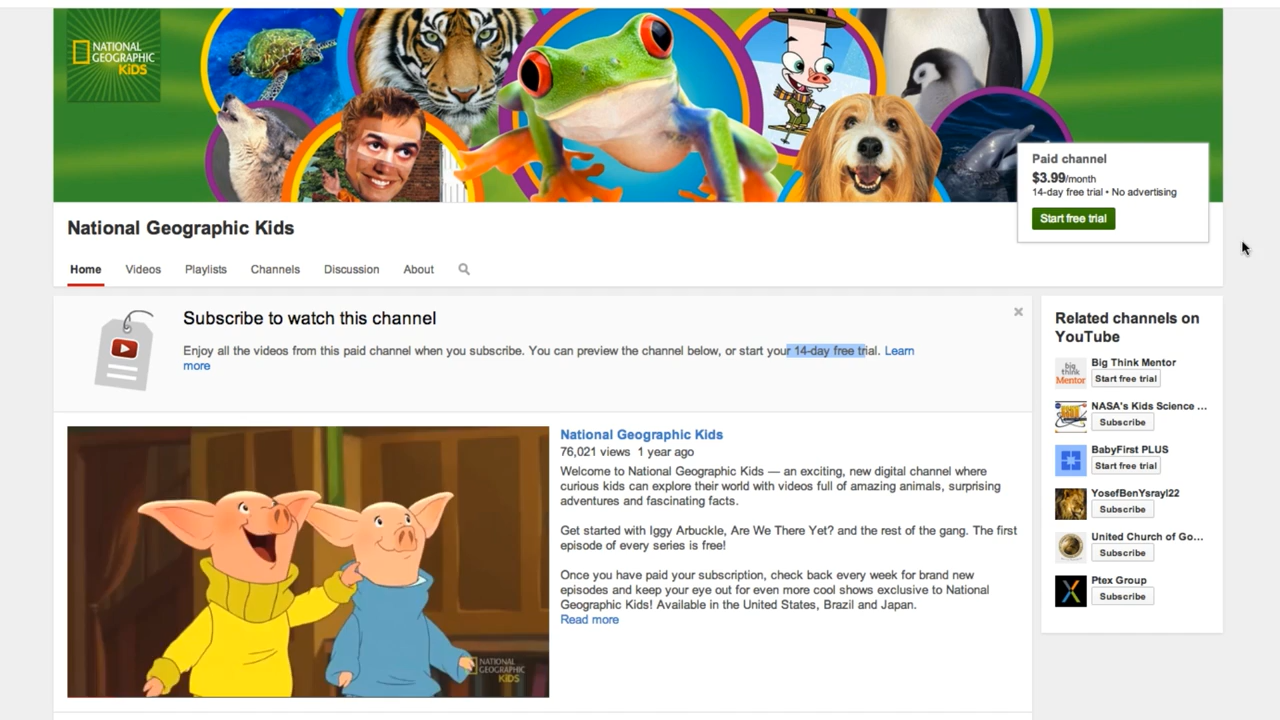 NATIONAL
GEOGRAPHIC
KiDS
Paid channel
$3.99/month
14-day free trial • No advertising
Start free trial
National Geographic Kids
Home Videos Playlists Channels Discussion About
Subscribe to watch this channel
Enjoy all the videos from this paid channel when you subscribe. You can preview the channel below, or start your 14-day free trial. Learn
more
National Geographic Kids
76,021 views 1 year ago
Welcome to National Geographic Kids — an exciting, new digital channel where
curious kids can explore their world with videos full of amazing animals, surprising
adventures and fascinating facts.
Get started with Iggy Arbuckle, Are We There Yet? and the rest of the gang. The first
episode of every series is free!
Once you have paid your subscription, check back every week for brand new
episodes and keep your eye out for even more cool shows exclusive to National
Geographic Kids! Available in the United States, Brazil and Japan.
Read more
NATIONAL
GEOGRAPHIC
KiDS
Related channels on
YouTube
big
think
Mentor
Big Think Mentor
Start free trial
NASA's Kids Science ...
Subscribe
BabyFirst PLUS
Start free trial
YosefBenYsrayl22
Subscribe
United Church of Go...
Subscribe
Ptex Group
Subscribe